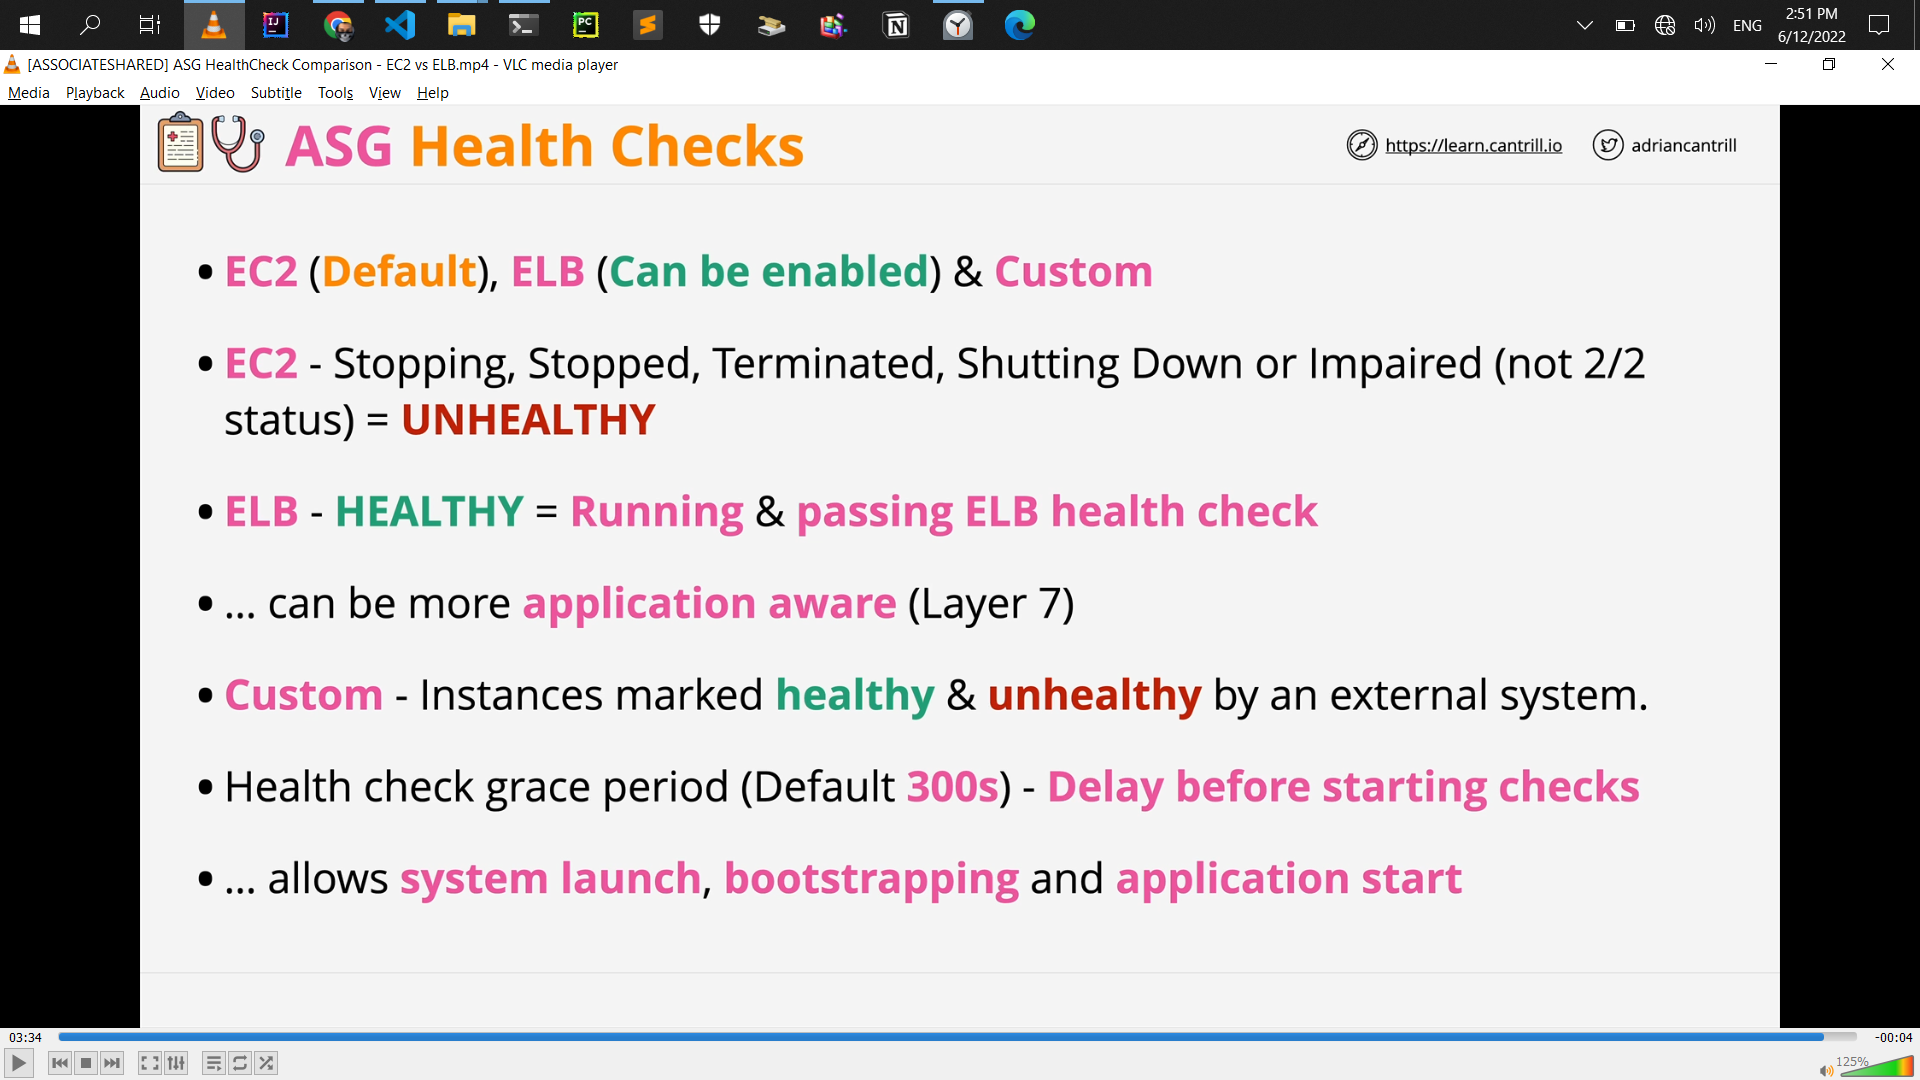 2:51 PM
ENG
6/12/2022
[ASSOCIATESHARED] ASG HealthCheck Comparison - EC2 vs ELB.mp4 - VLC media player
Media Playback Audio Video Subtitle Tools View Help
ASG Health Checks
https://learn.cantrill.io adriancantrill
• EC2 (Default), ELB (Can be enabled) & Custom
• EC2 - Stopping, Stopped, Terminated, Shutting Down or Impaired (not 2/2
status) = UNHEALTHY
• ELB - HEALTHY = Running & passing ELB health check
• ... can be more application aware (Layer 7)
• Custom - Instances marked healthy & unhealthy by an external system.
• Health check grace period (Default 300s) - Delay before starting checks
• ... allows system launch, bootstrapping and application start
03:34 -00:04
125%